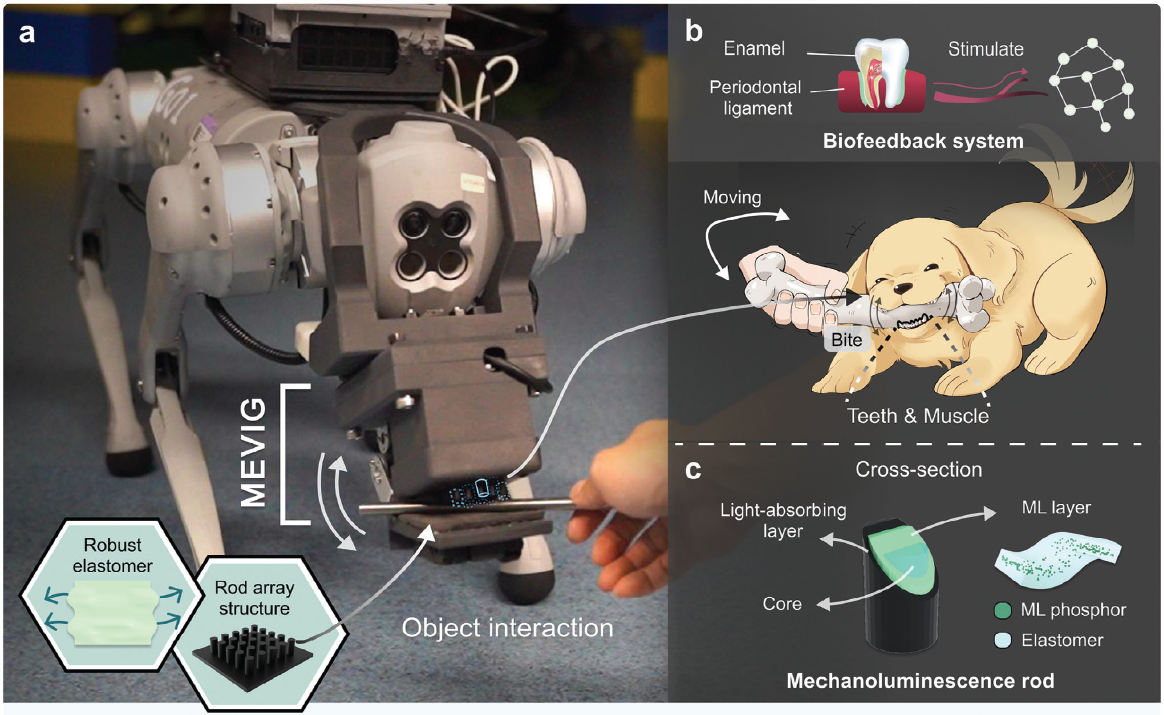 a
MEVIG
Robust
elastomer
Rod array
structure
Object interaction
b
Enamel
Stimulate
Periodontal
ligament
Biofeedback system
Moving
Bite
Teeth & Muscle
c
Cross-section
Light-absorbing
layer
ML layer
Core
ML phosphor
Elastomer
Mechanoluminescence rod